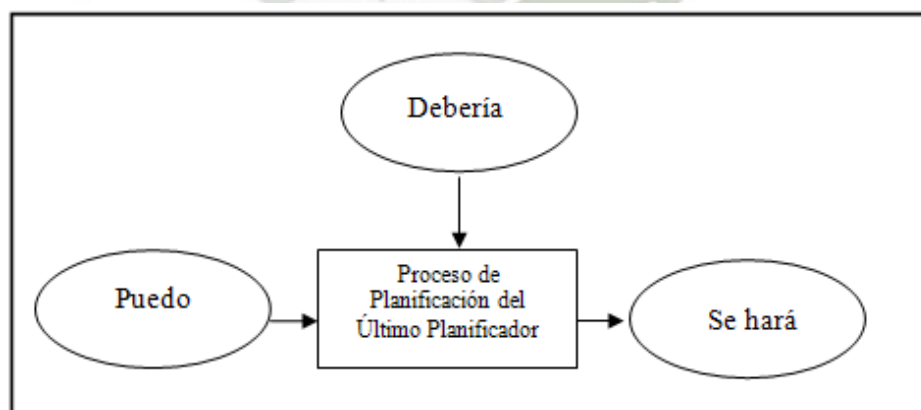 Debería
Puedo
Proceso de
Planificación del
Último Planificador
Se hará